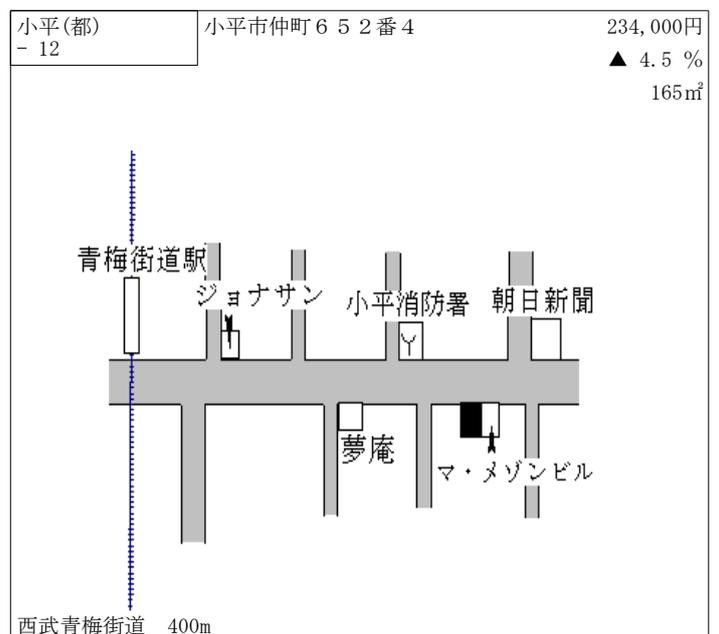 小平(都)
- 12
小平市仲町６５２番４
234,000円
▲ 4.5 %
165㎡
青梅街道駅
ジョナサン
小平消防署
朝日新聞
夢庵
マ・メゾンビル
西武青梅街道　400m